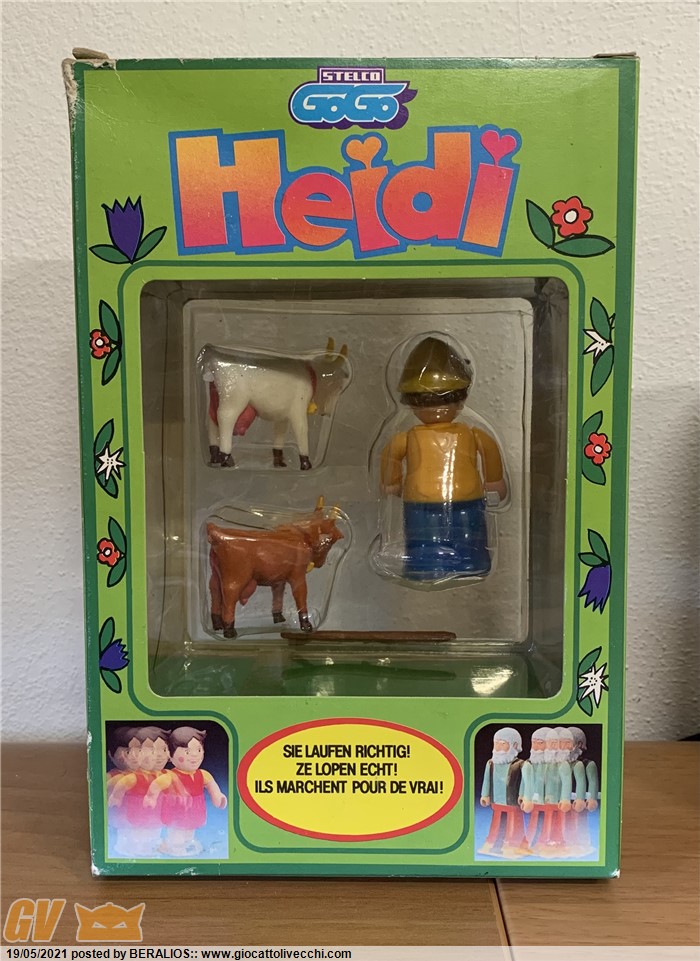 STELCO
GoGo
Heidi
SIE LAUFEN RICHTIG!
ZE LOPEN ECHT!
ILS MARCHENT POUR DE VRAI!
GV
19/05/2021 posted by BERALIOS:: www.giocattolivecchi.com